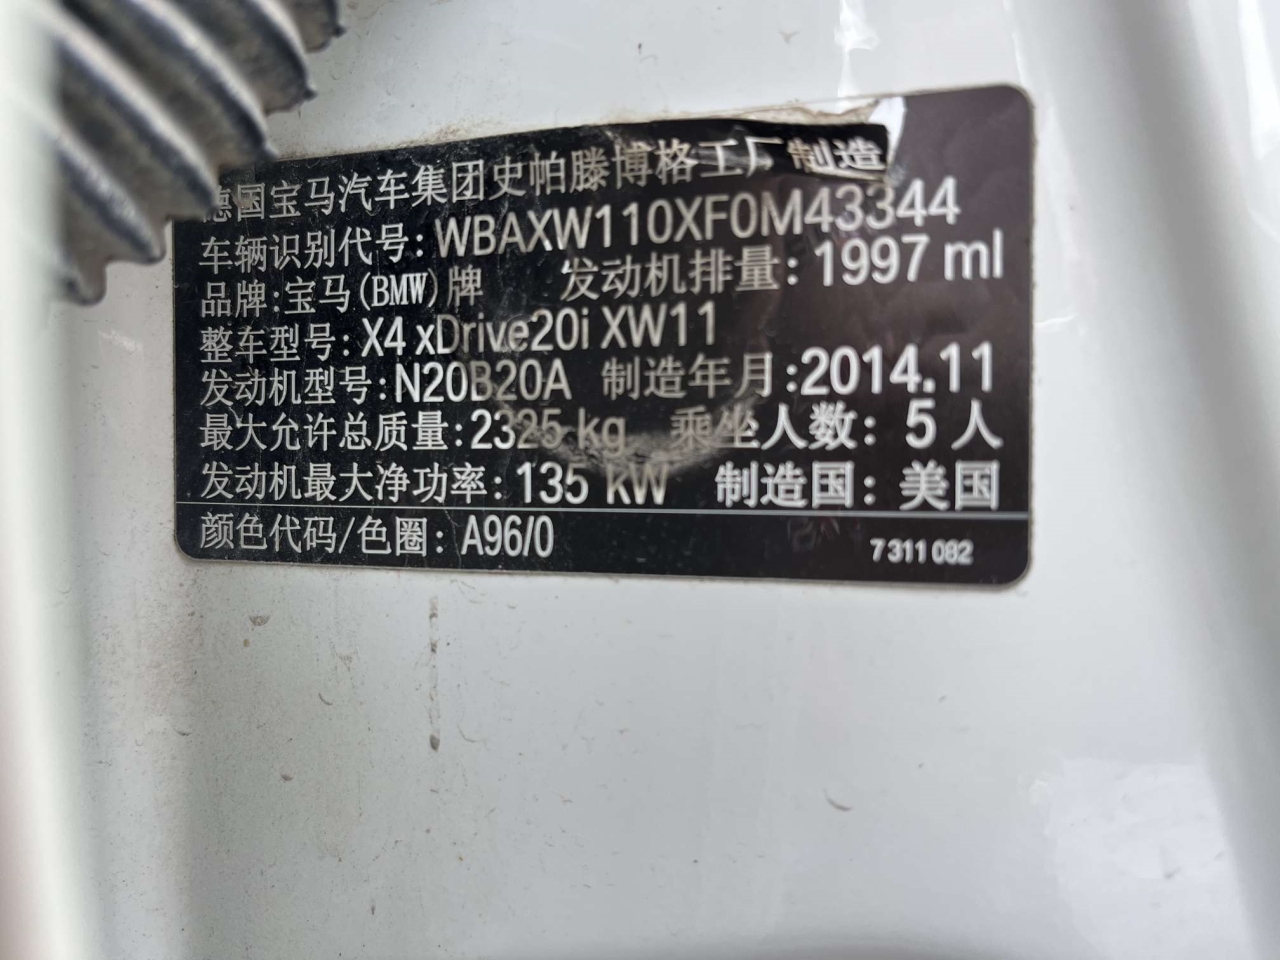 德国宝马汽车集团史帕滕博格工厂制造
车辆识别代号: WBAXW110XF0M43344
品牌:宝马(BMW)牌 发动机排量: 1997 ml
整车型号: X4 xDrive20i XW11
发动机型号: N20B20A 制造年月:2014.11
最大允许总质量:2325 kg 乘坐人数: 5 人
发动机最大净功率: 135 kW 制造国: 美国
颜色代码/色圈: A96/0
7 311 082